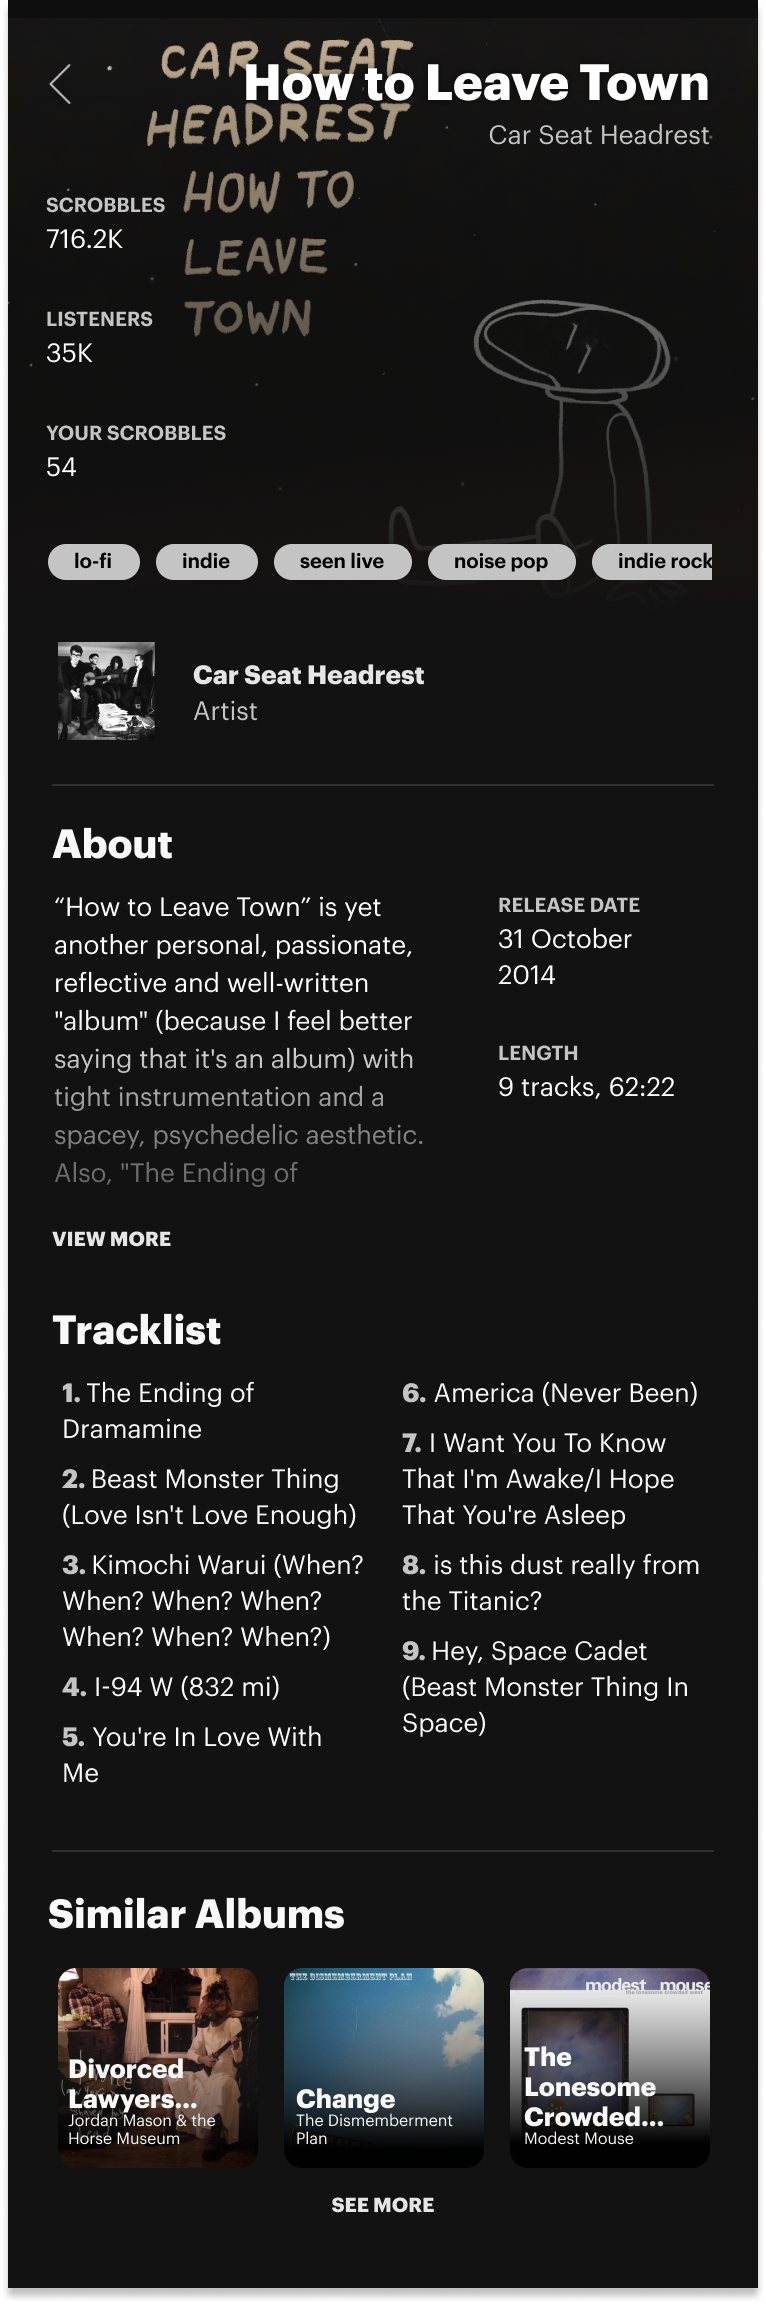 CAR SEAT
HEADREST
HOW TO
LEAVE
TOWN
How to Leave Town
Car Seat Headrest
SCROBBLES
716.2K
LISTENERS
35K
YOUR SCROBBLES
54
lo-fi indie seen live noise pop indie rock
Car Seat Headrest
Artist
About
“How to Leave Town” is yet
another personal, passionate,
reflective and well-written
"album" (because I feel better
saying that it's an album) with
tight instrumentation and a
spacey, psychedelic aesthetic.
Also, "The Ending of
RELEASE DATE
31 October
2014
LENGTH
9 tracks, 62:22
VIEW MORE
Tracklist
1. The Ending of
Dramamine
2. Beast Monster Thing
(Love Isn't Love Enough)
3. Kimochi Warui (When?
When? When? When?
When? When? When?)
4. I-94 W (832 mi)
5. You're In Love With
Me
6. America (Never Been)
7. I Want You To Know
That I'm Awake/I Hope
That You're Asleep
8. is this dust really from
the Titanic?
9. Hey, Space Cadet
(Beast Monster Thing In
Space)
Similar Albums
Divorced
Lawyers...
Jordan Mason & the
Horse Museum
THE DISMEMBERMENT PLAN
Change
The Dismemberment
Plan
modest mouse
the lonesome crowded west
The
Lonesome
Crowded...
Modest Mouse
SEE MORE